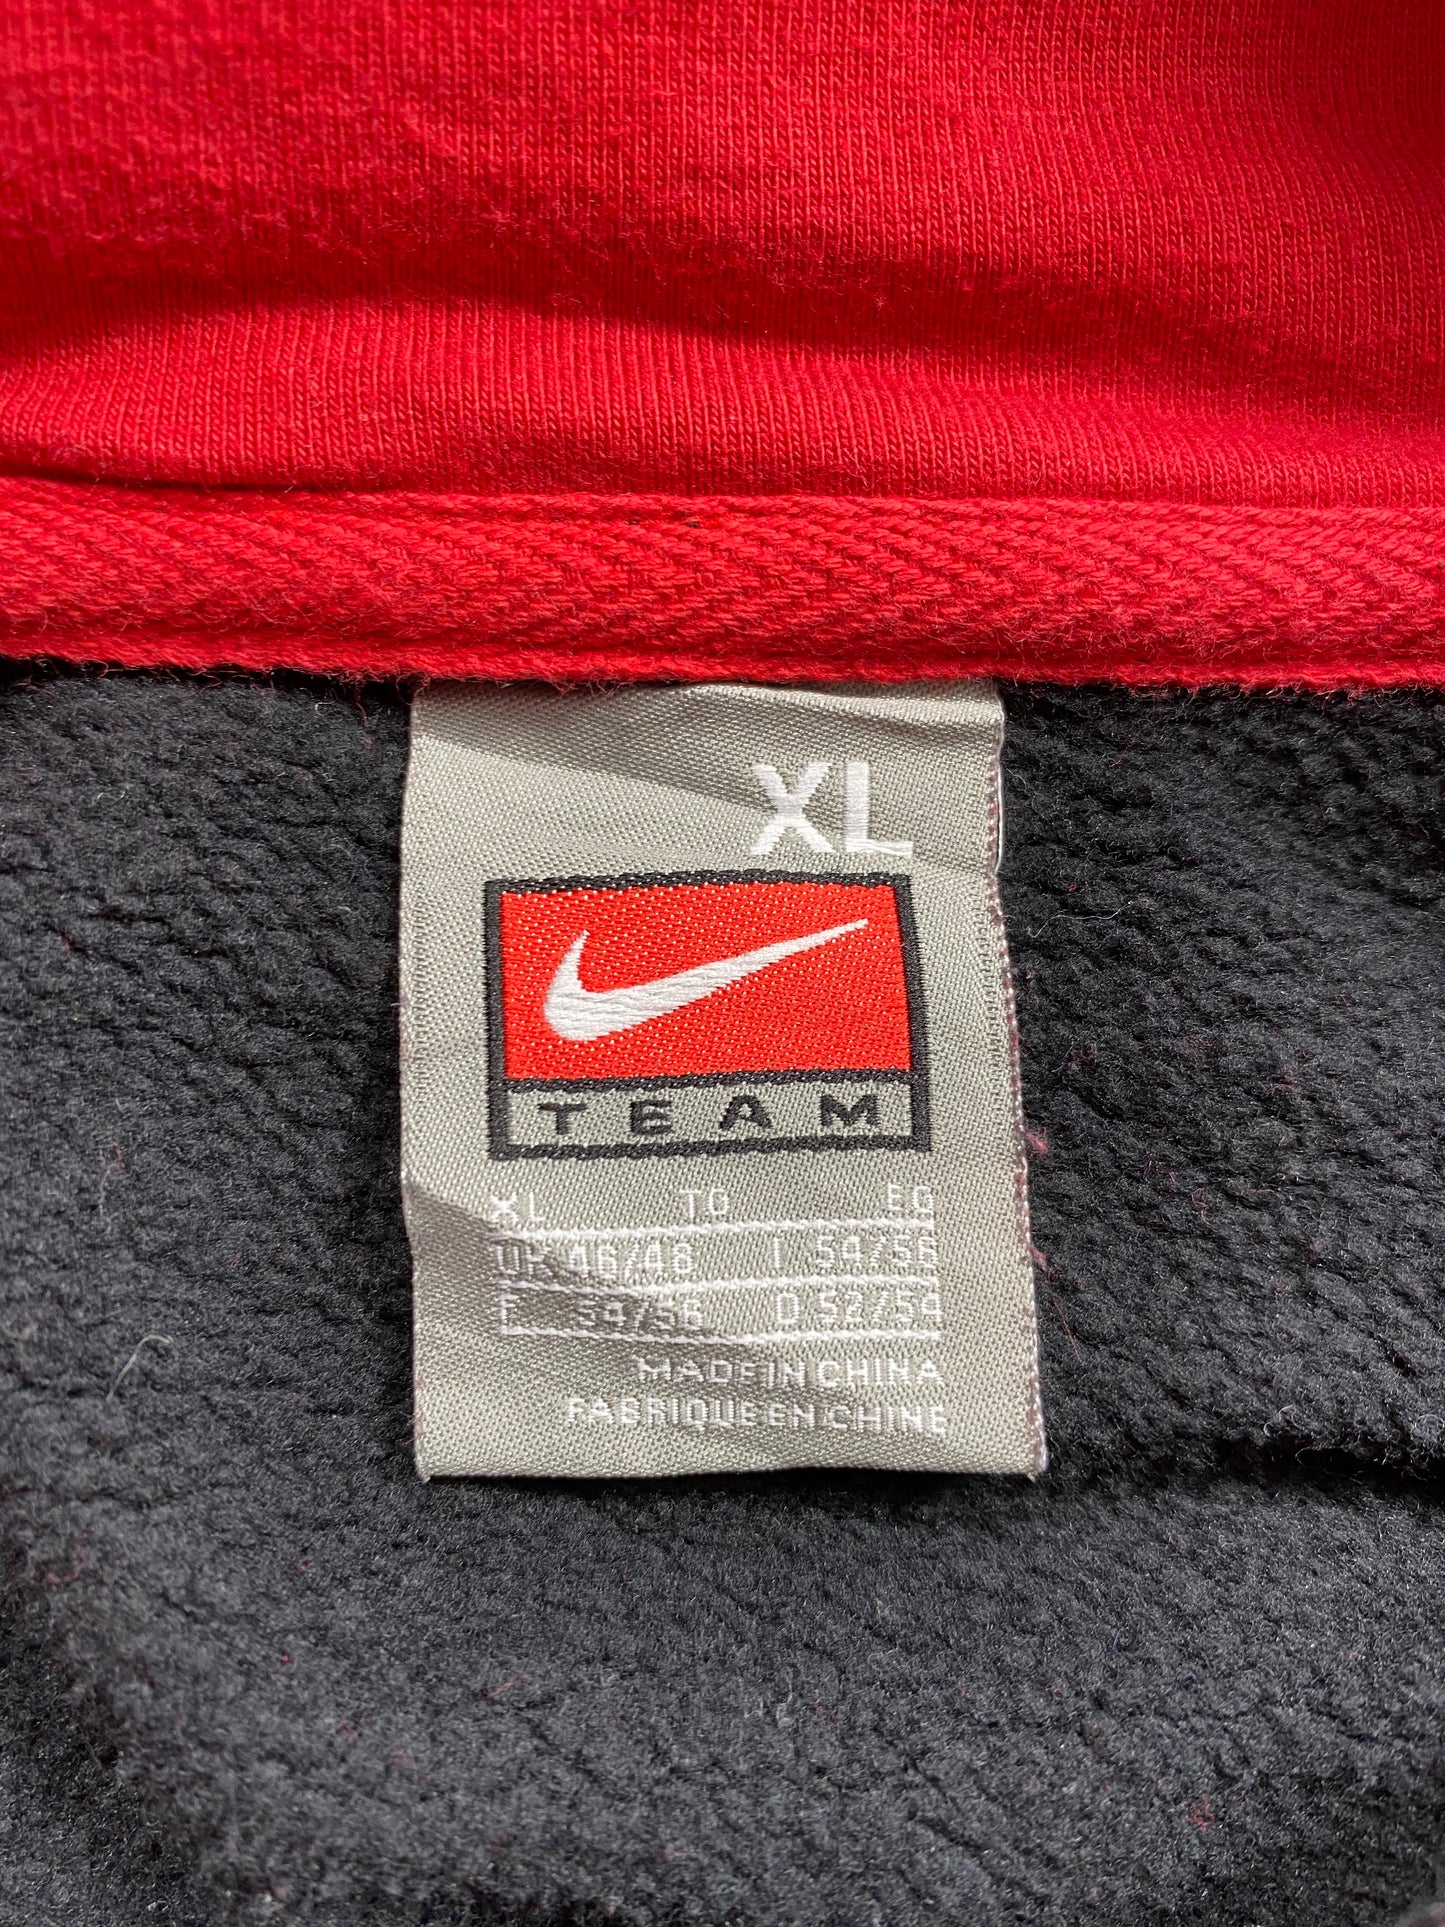 XL
TEAM
XL TG EG
UK 46/48 I 54/56
F 54/56 D 52/54
MADE IN CHINA
FABRIQUE EN CHINE